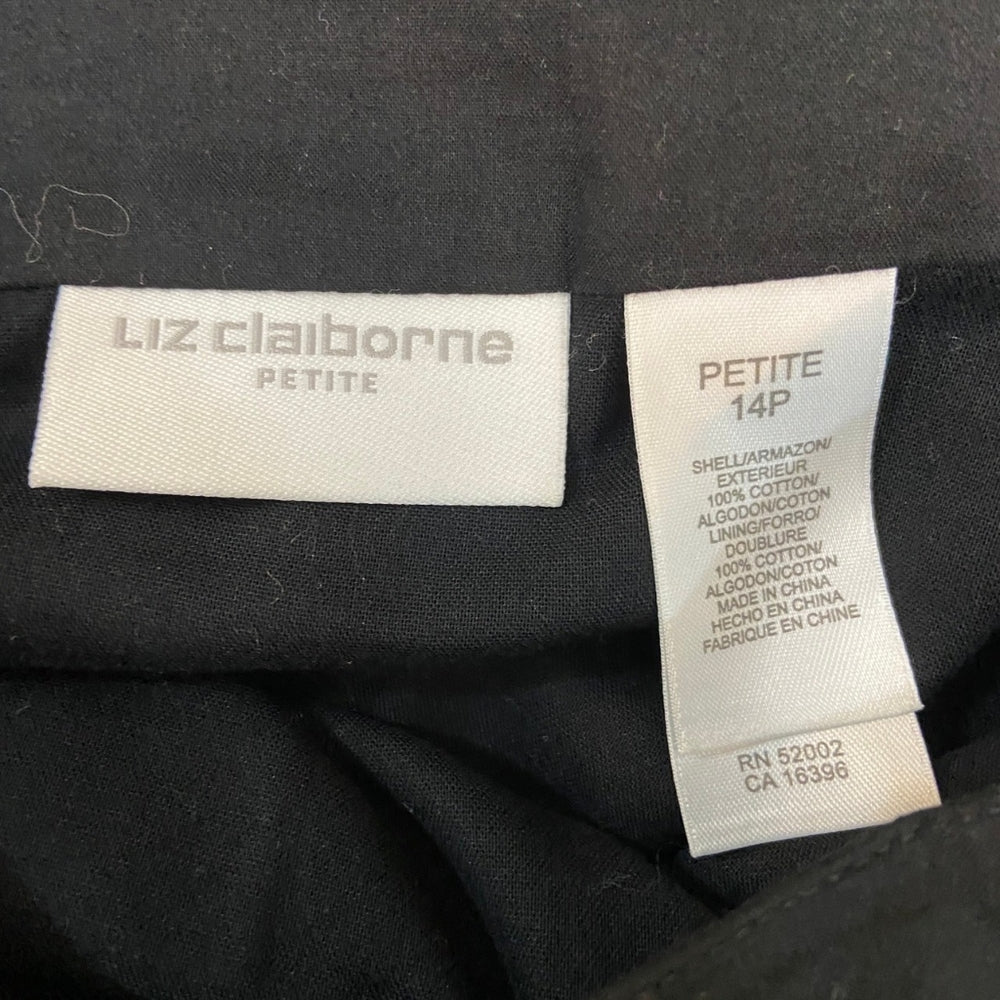 LIZ claiborne
PETITE
PETITE
14P
SHELL/ARMAZON/
EXTERIEUR
100% COTTON/
ALGODON/COTON
LINING/FORRO/
DOUBLURE
100% COTTON/
ALGODON/COTON
MADE IN CHINA
HECHO EN CHINA
FABRIQUE EN CHINE
RN 52002
CA 16396